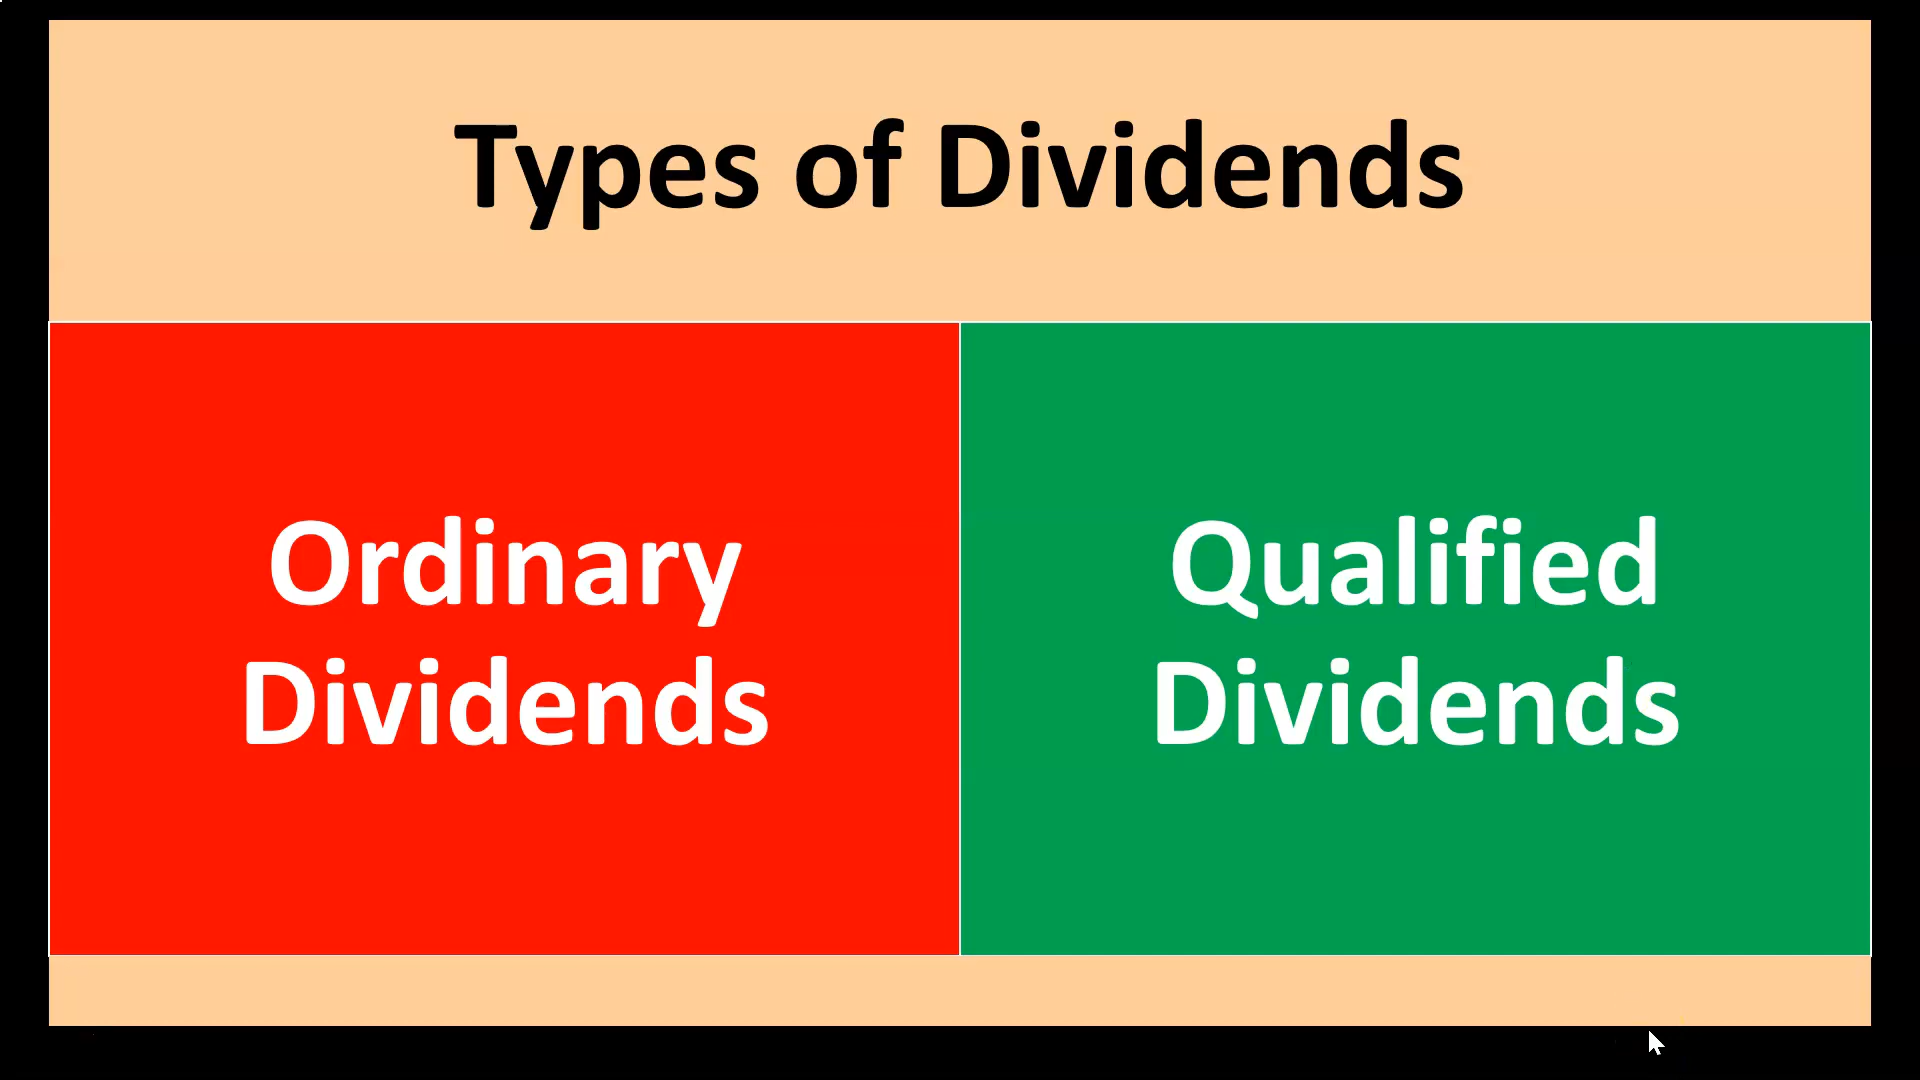 Types of Dividends
Ordinary
Dividends
Qualified
Dividends